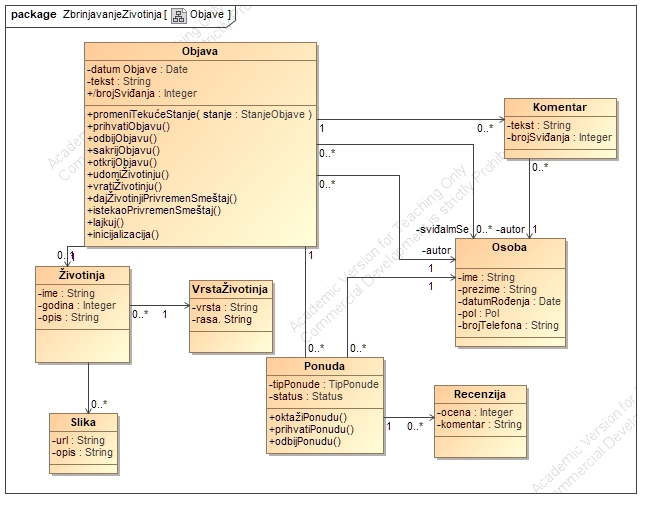 package ZbrinjavanjeZivotinja [ Objave ]
Objava
-datum Objave : Date
-tekst : String
+/brojSviđanja : Integer
+promeniTekućeStanje( stanje : StanjeObjave )
+prihvatiObjavu()
+odbijObjavu()
+sakrijObjavu()
+otkrijObjavu()
+udomiŽivotinju()
+vratiŽivotinju()
+dajŽivotinjiPrivremenSmeštaj()
+istekaoPrivremenSmeštaj()
+lajkuj()
+inicijalizacija()
Komentar
-tekst : String
-brojSviđanja : Integer
1
0..*
0..*
0..*
0..*
-sviđaImSe
0..*
-autor
1
-autor
1
1
Osoba
-ime : String
-prezime : String
-datumRođenja : Date
-pol : Pol
-brojTelefona : String
0..1
1
1
Životinja
-ime : String
-godina : Integer
-opis : String
0..*
1
VrstaŽivotinja
-vrsta : String
-rasa. String
0..*
0..*
0..*
Slika
-url : String
-opis : String
Ponuda
-tipPonude : TipPonude
-status : Status
+oktažiPonudu()
+prihvatiPonudu()
+odbijPonudu()
1
0..*
Recenzija
-ocena : Integer
-komentar : String
Academic Version for Teaching Only
Commercial Development is strictly Prohib